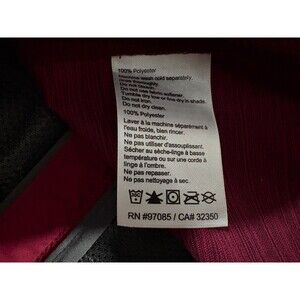 100% Polyester
Machine wash cold separately,
rinse thoroughly.
Do not bleach.
Do not use fabric softener.
Tumble dry low or line dry in shade.
Do not iron.
Do not dry clean.
100% Polyester
Laver à la machine séparément à
l'eau froide, bien rincer.
Ne pas blanchir.
Ne pas utiliser d'assouplissant.
Sécher au sèche-linge à basse
température ou sur une corde à
linge à l'ombre.
Ne pas repasser.
Ne pas nettoyage à sec.
RN #97085 / CA# 32350